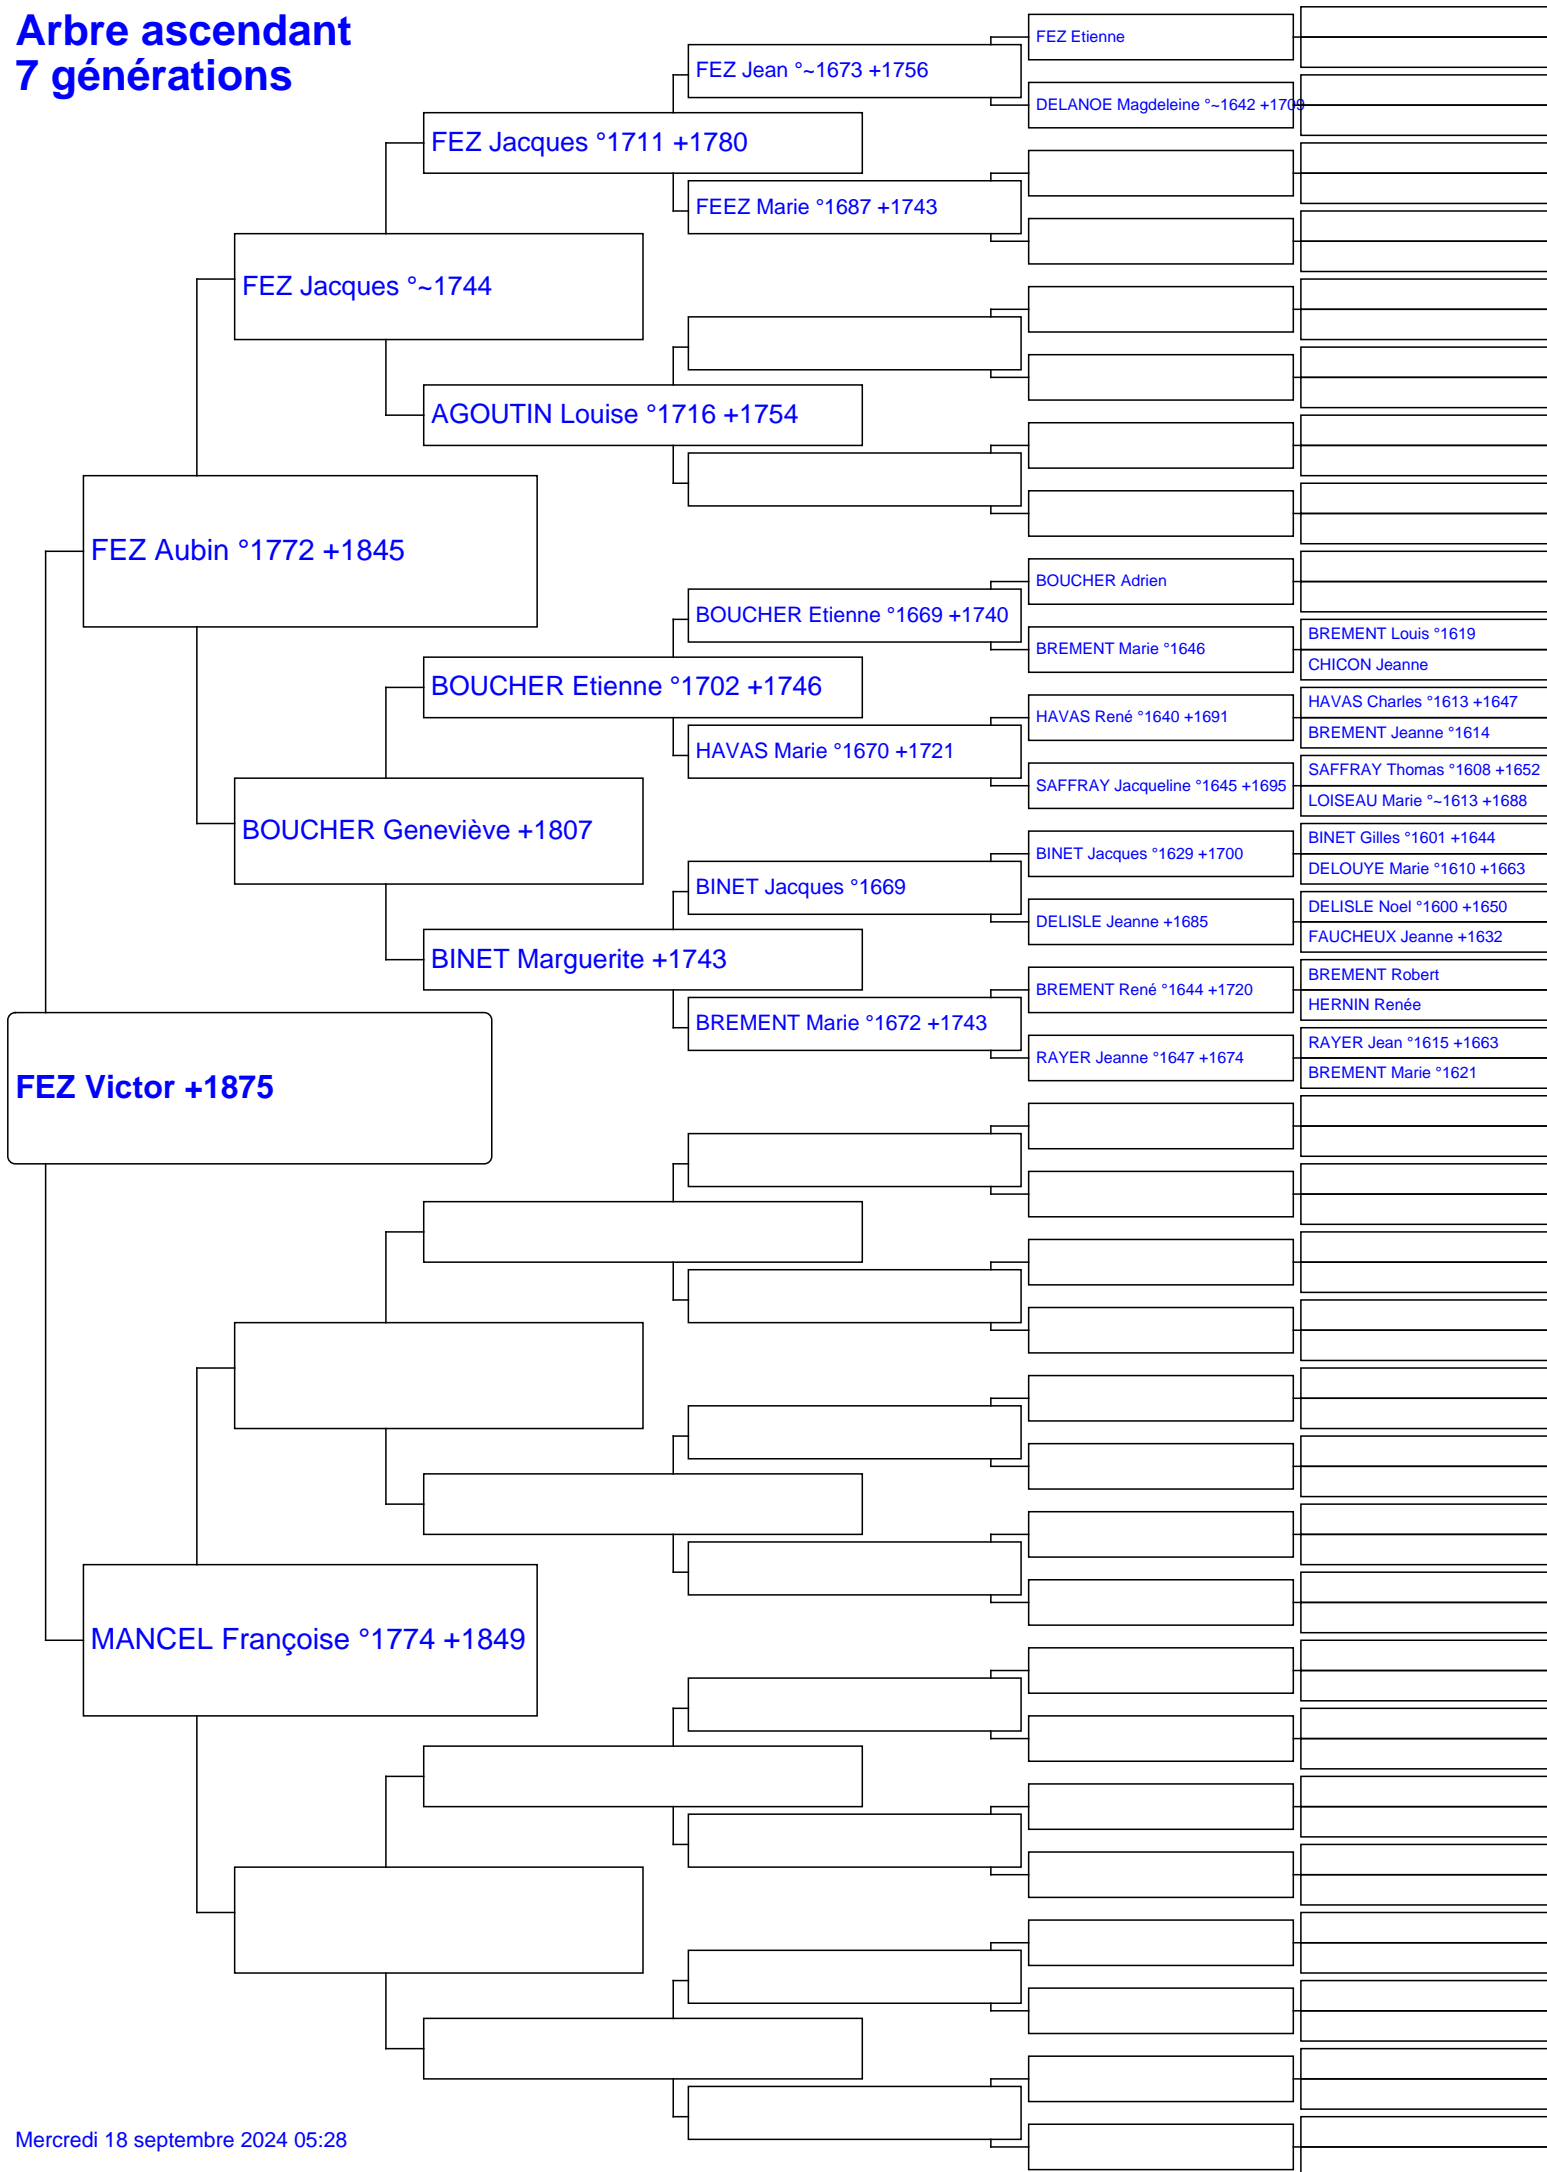 Arbre ascendant
7 générations
FEZ Etienne
FEZ Jean °~1673 +1756
DELANOE Magdeleine °~1642 +1709
FEZ Jacques °1711 +1780
FEEZ Marie °1687 +1743
FEZ Jacques °~1744
AGOUTIN Louise °1716 +1754
FEZ Aubin °1772 +1845
BOUCHER Adrien
BOUCHER Etienne °1669 +1740
BREMENT Louis °1619
BREMENT Marie °1646
CHICON Jeanne
BOUCHER Etienne °1702 +1746
HAVAS Charles °1613 +1647
HAVAS René °1640 +1691
BREMENT Jeanne °1614
HAVAS Marie °1670 +1721
SAFFRAY Thomas °1608 +1652
SAFFRAY Jacqueline °1645 +1695
LOISEAU Marie °~1613 +1688
BOUCHER Geneviève +1807
BINET Gilles °1601 +1644
BINET Jacques °1629 +1700
DELOUYE Marie °1610 +1663
BINET Jacques °1669
DELISLE Noel °1600 +1650
DELISLE Jeanne +1685
FAUCHEUX Jeanne +1632
BINET Marguerite +1743
BREMENT Robert
BREMENT René °1644 +1720
HERNIN Renée
BREMENT Marie °1672 +1743
RAYER Jean °1615 +1663
RAYER Jeanne °1647 +1674
BREMENT Marie °1621
FEZ Victor +1875
MANCEL Françoise °1774 +1849
Mercredi 18 septembre 2024 05:28